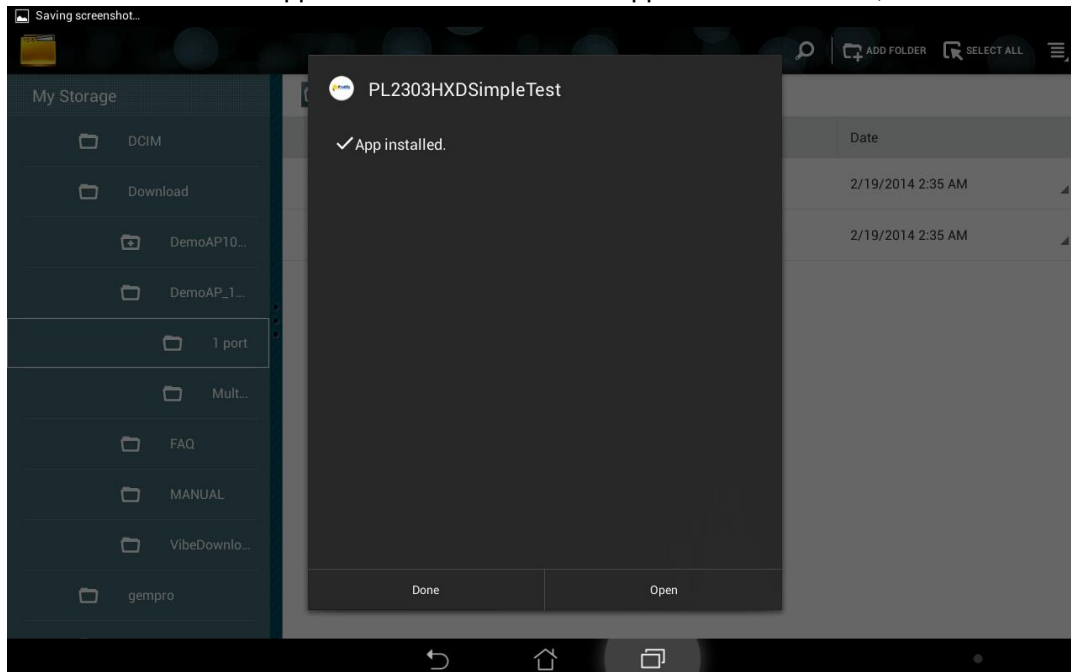 Saving screenshot...
ADD FOLDER
SELECT ALL
My Storage
PL2303HXDSimpleTest
App installed.
Date
DCIM
Download
2/19/2014 2:35 AM
DemoAP10...
2/19/2014 2:35 AM
DemoAP_1...
1 port
Mult...
FAQ
MANUAL
VibeDownlo...
gempro
Done
Open